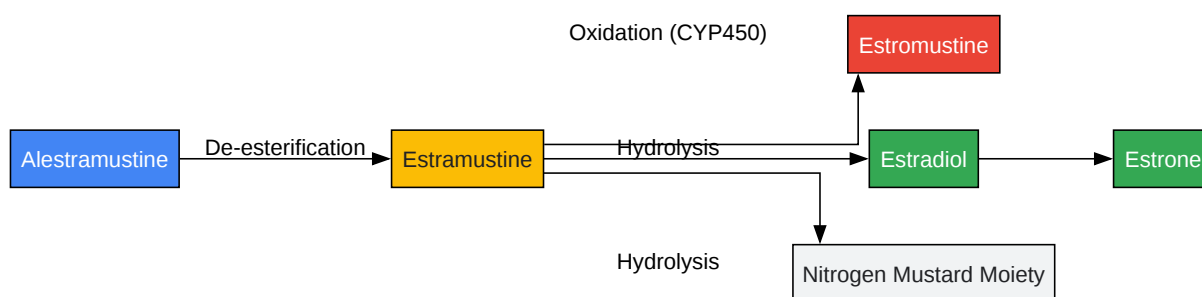 Oxidation (CYP450)
Estromustine
Alestramustine
De-esterification
Estramustine
Hydrolysis
Estradiol
Estrone
Hydrolysis
Nitrogen Mustard Moiety